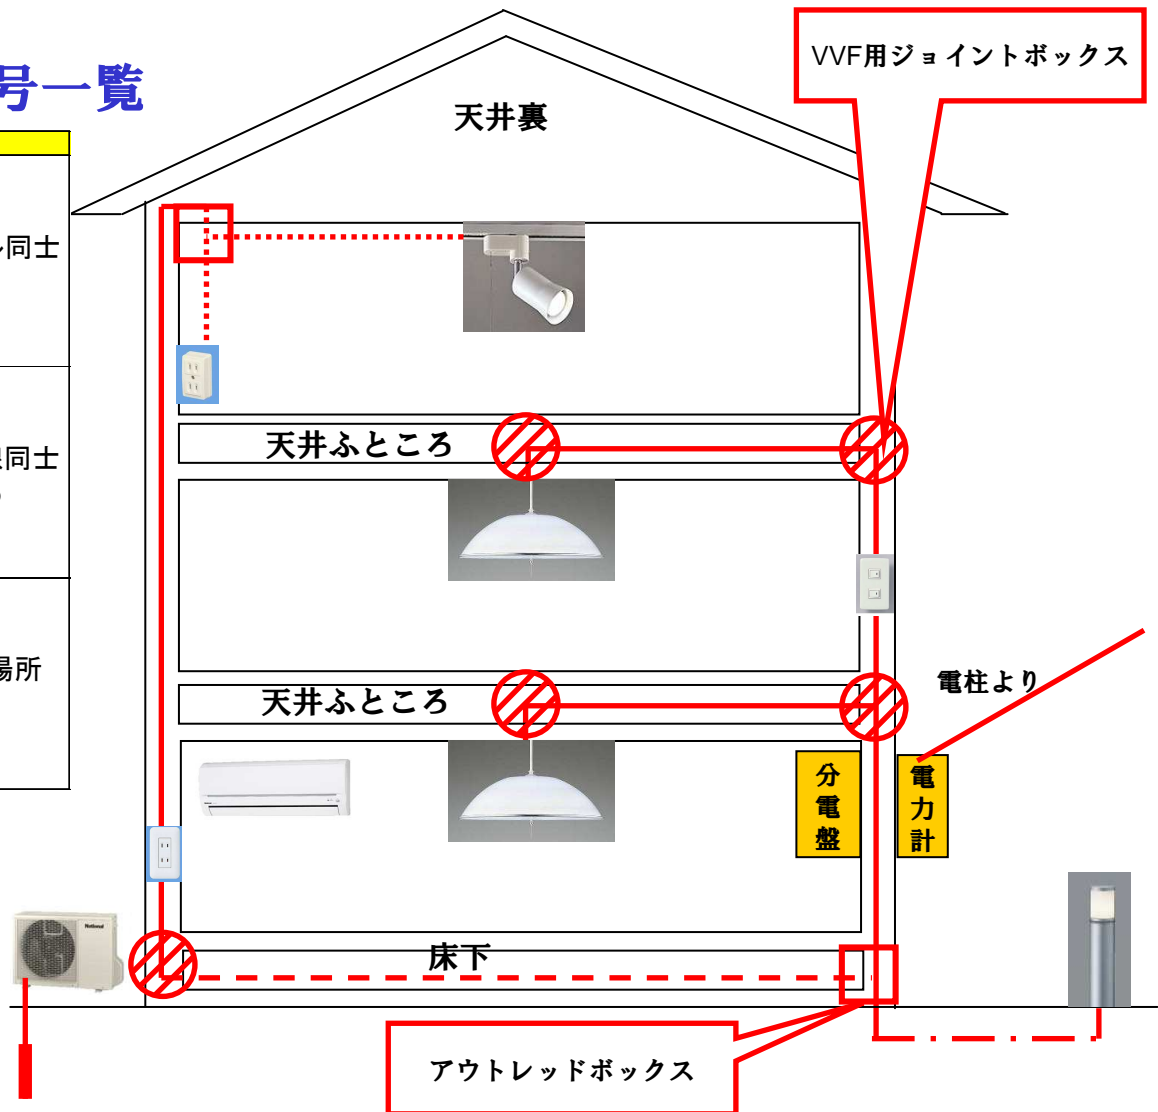 号一覧
VVF用ジョイントボックス
天井裏
同士
天井ふところ
同士
場所
天井ふところ
電柱より
分電盤
電力計
National
床下
アウトレッドボックス